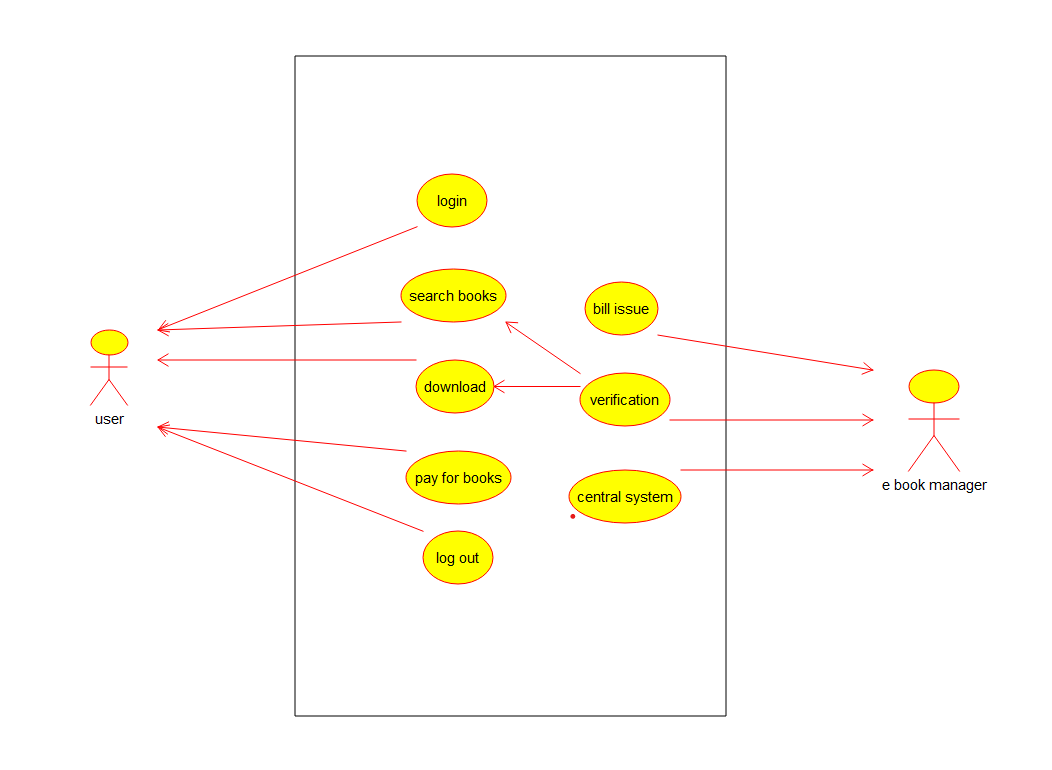 login
search books
bill issue
download
verification
user
pay for books
central system
e book manager
log out